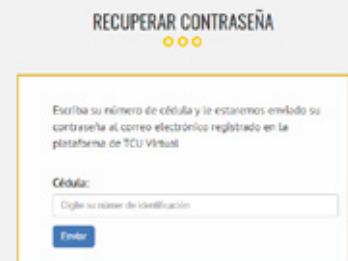 RECUPERAR CONTRASEÑA
Escriba su número de cédula y le estaremos enviado su
contraseña al correo electrónico registrado en la
plataforma de TCU Virtual
Cédula:
Digite su númer de identificación
Enviar